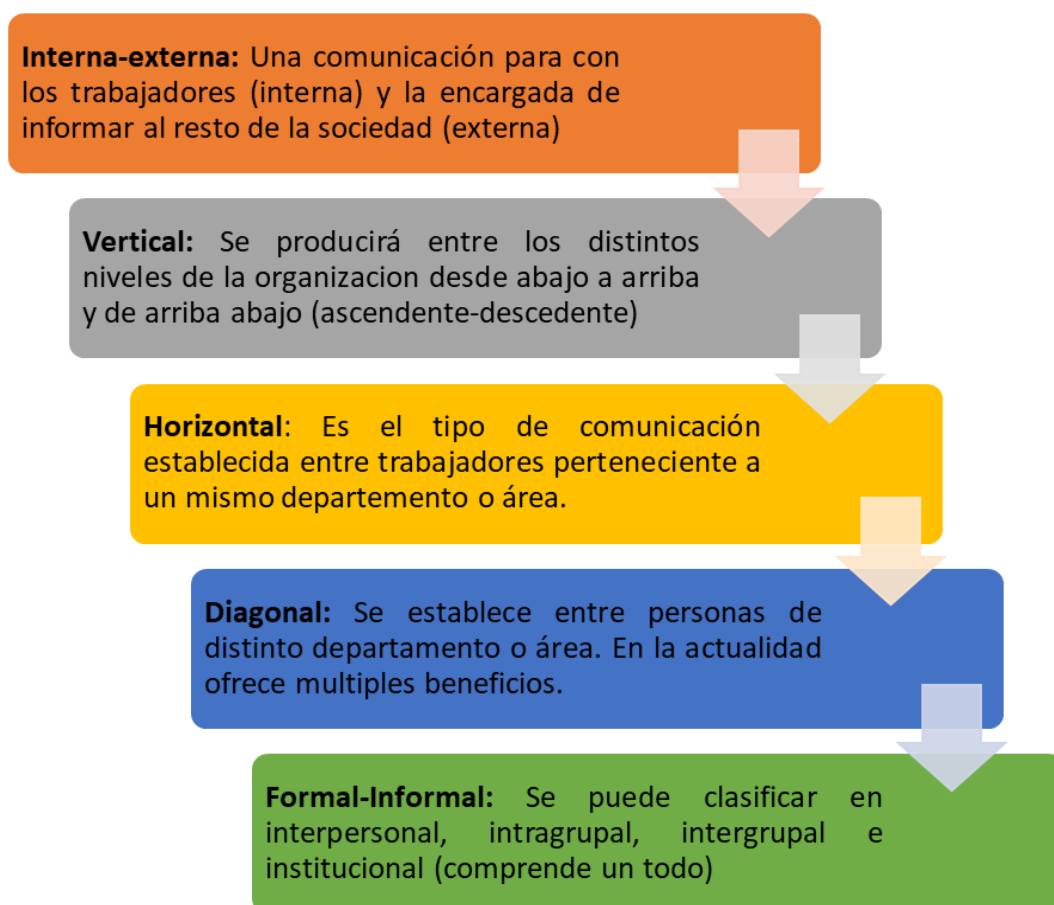 Interna-externa: Una comunicación para con
los trabajadores (interna) y la encargada de
informar al resto de la sociedad (externa)
Vertical: Se producirá entre los distintos
niveles de la organizacion desde abajo a arriba
y de arriba abajo (ascendente-descedente)
Horizontal: Es el tipo de comunicación
establecida entre trabajadores perteneciente a
un mismo departemento o área.
Diagonal: Se establece entre personas de
distinto departamento o área. En la actualidad
ofrece multiples beneficios.
Formal-Informal: Se puede clasificar en
interpersonal, intragrupal, intergrupal e
institucional (comprende un todo)